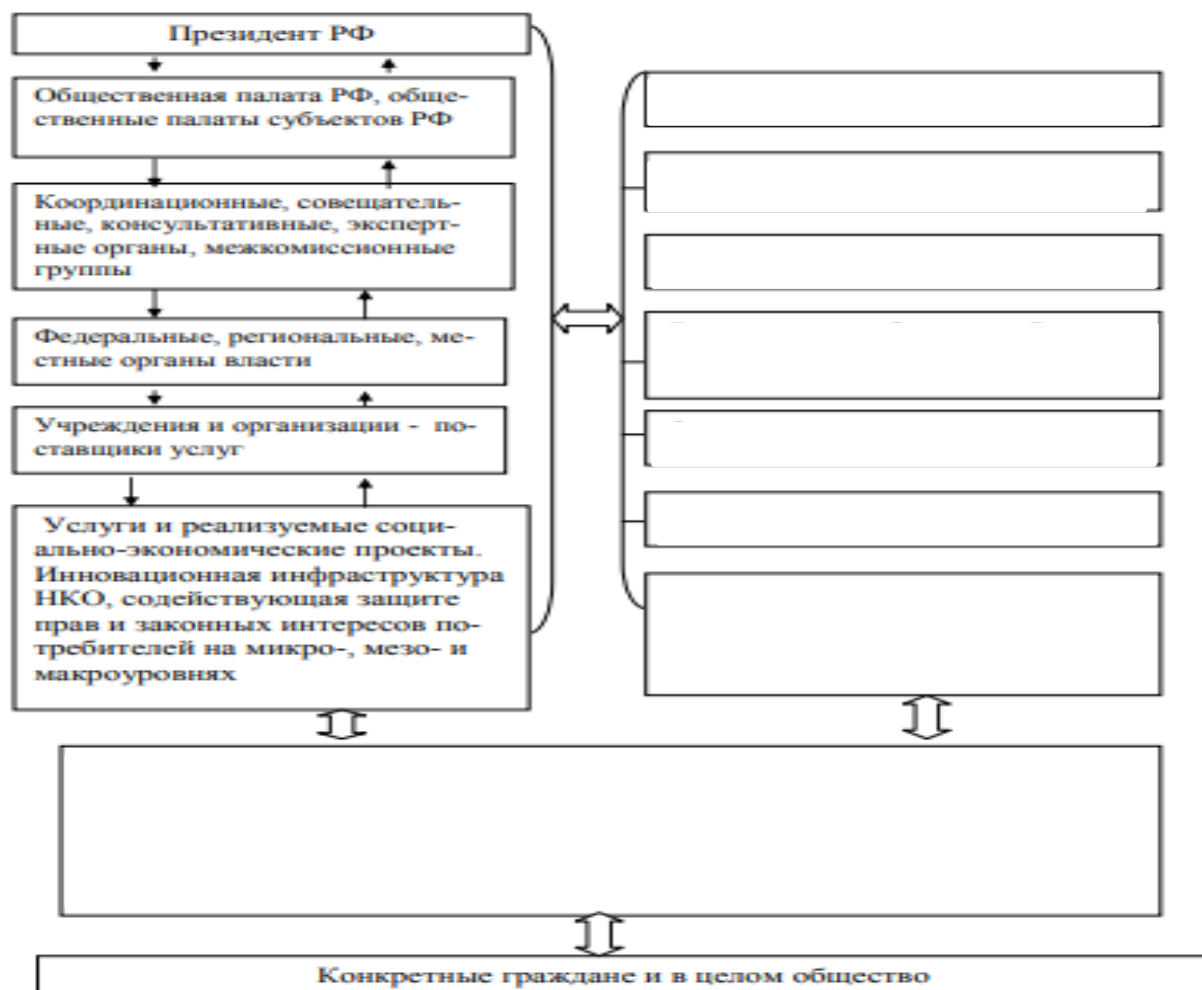 Президент РФ
Общественная палата РФ, обще-
ственные палаты субъектов РФ
Координационные, совещатель-
ные, консультативные, эксперт-
ные органы, межкомиссионные
группы
Федеральные, региональные, ме-
стные органы власти
Учреждения и организации - по-
ставщики услуг
Услуги и реализуемые соци-
ально-экономические проекты.
Инновационная инфраструктура
НКО, содействующая защите
прав и законных интересов по-
требителей на микро-, мезо- и
макроуровнях
Конкретные граждане и в целом общество